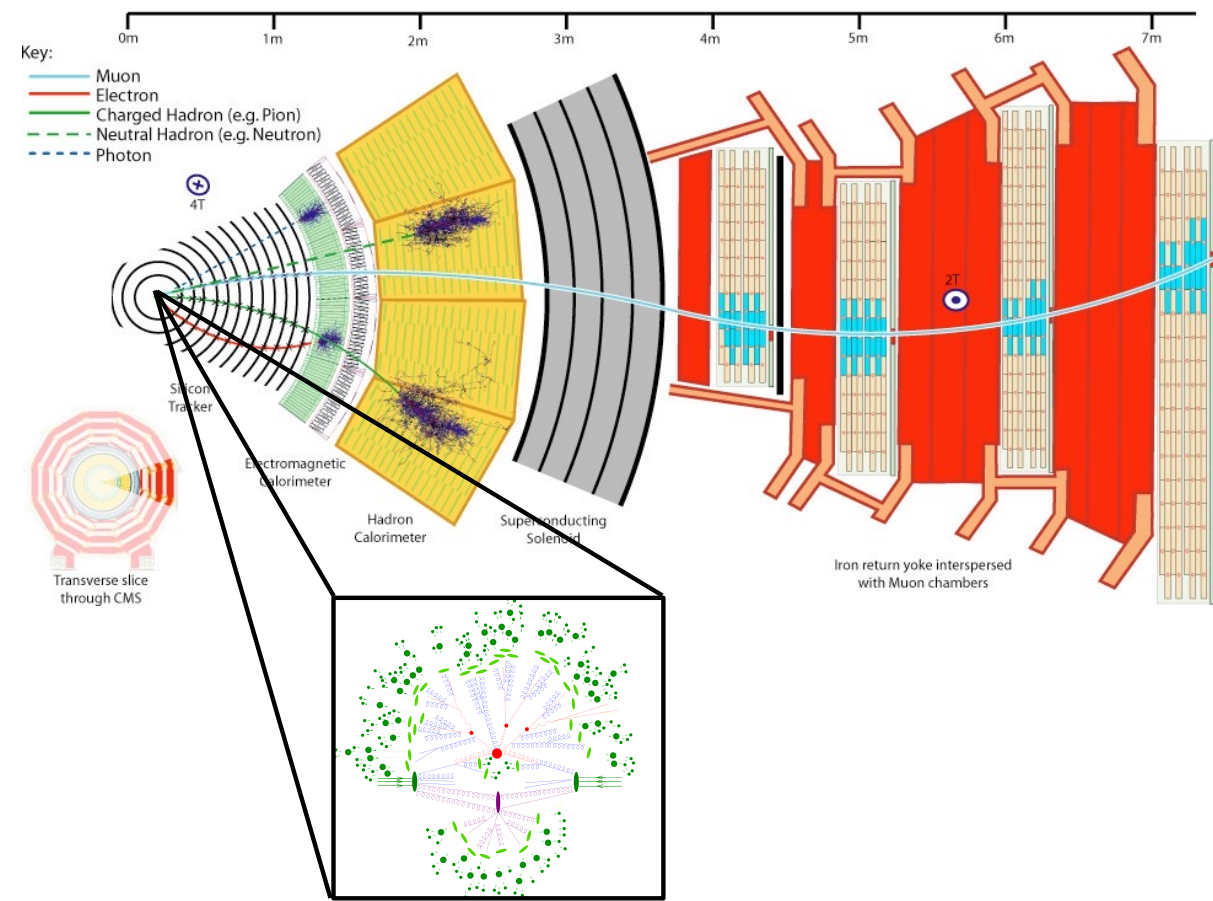 0m 1m 2m 3m 4m 5m 6m 7m
Key:
Muon
Electron
Charged Hadron (e.g. Pion)
Neutral Hadron (e.g. Neutron)
Photon
4T
2T
Silicon
Tracker
Electromagnetic
Calorimeter
Hadron
Calorimeter
Superconducting
Solenoid
Iron return yoke interspersed
with Muon chambers
Transverse slice
through CMS